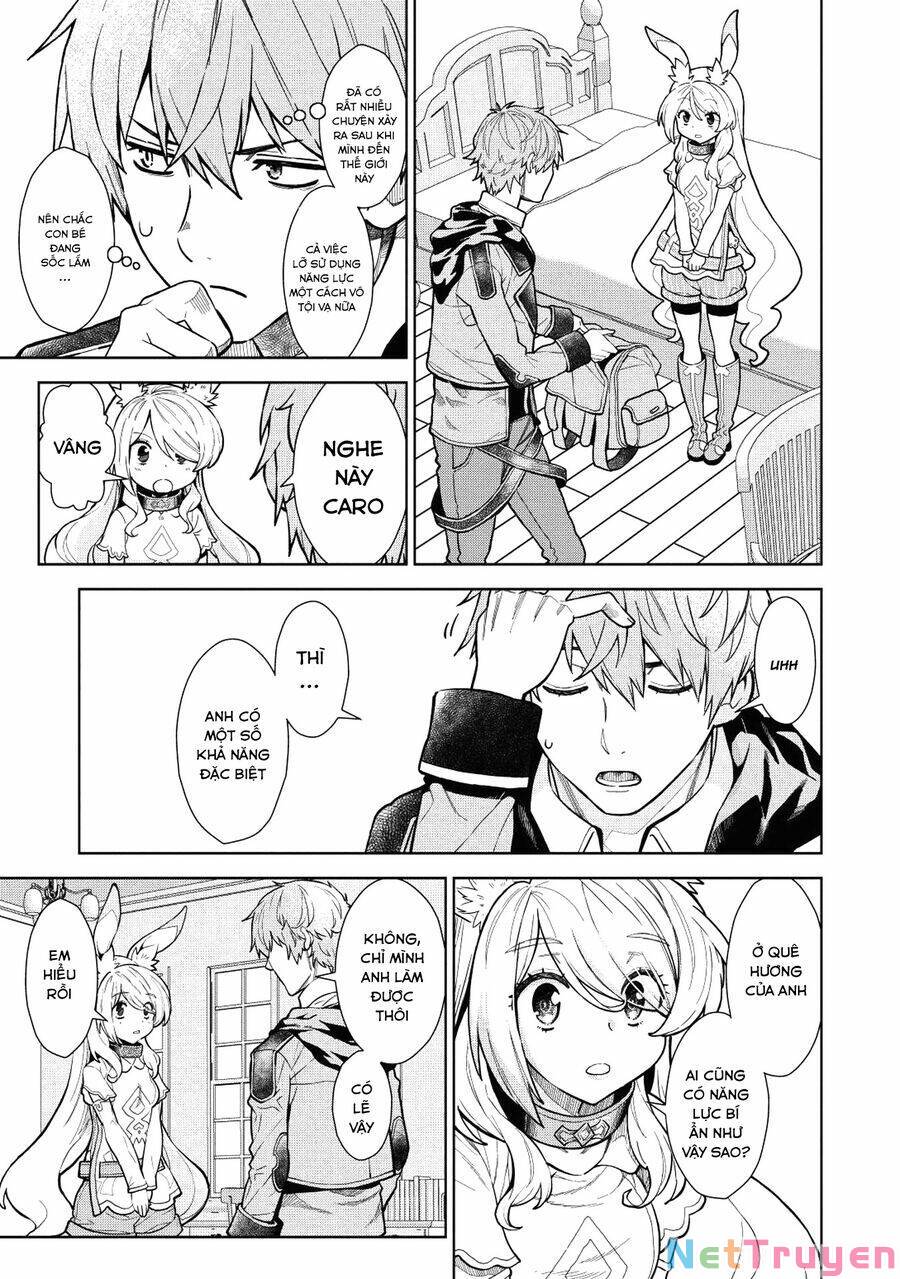 ĐÃ CÓ
RẤT NHIỀU
CHUYỆN XẢY
RA SAU KHI
MÌNH ĐẾN
THẾ GIỚI
NÀY
CẢ VIỆC
LỠ SỬ DỤNG
NĂNG LỰC
MỘT CÁCH VÔ
TỘI VẠ NỮA
NÊN CHẮC
CON BÉ
ĐANG
SỐC LẮM
...
NGHE
NÀY
CARO
VÂNG
UHH
THÌ
...
ANH CÓ
MỘT SỐ
KHẢ NĂNG
ĐẶC BIỆT
Ở QUÊ
HƯƠNG
CỦA ANH
AI CŨNG
CÓ NĂNG
LỰC BÍ
ẨN NHƯ
VẬY SAO?
KHÔNG,
CHỈ MÌNH
ANH LÀM
ĐƯỢC
THÔI
CÓ
LẼ
VẬY
EM
HIỂU
RỒI
NetTruyen